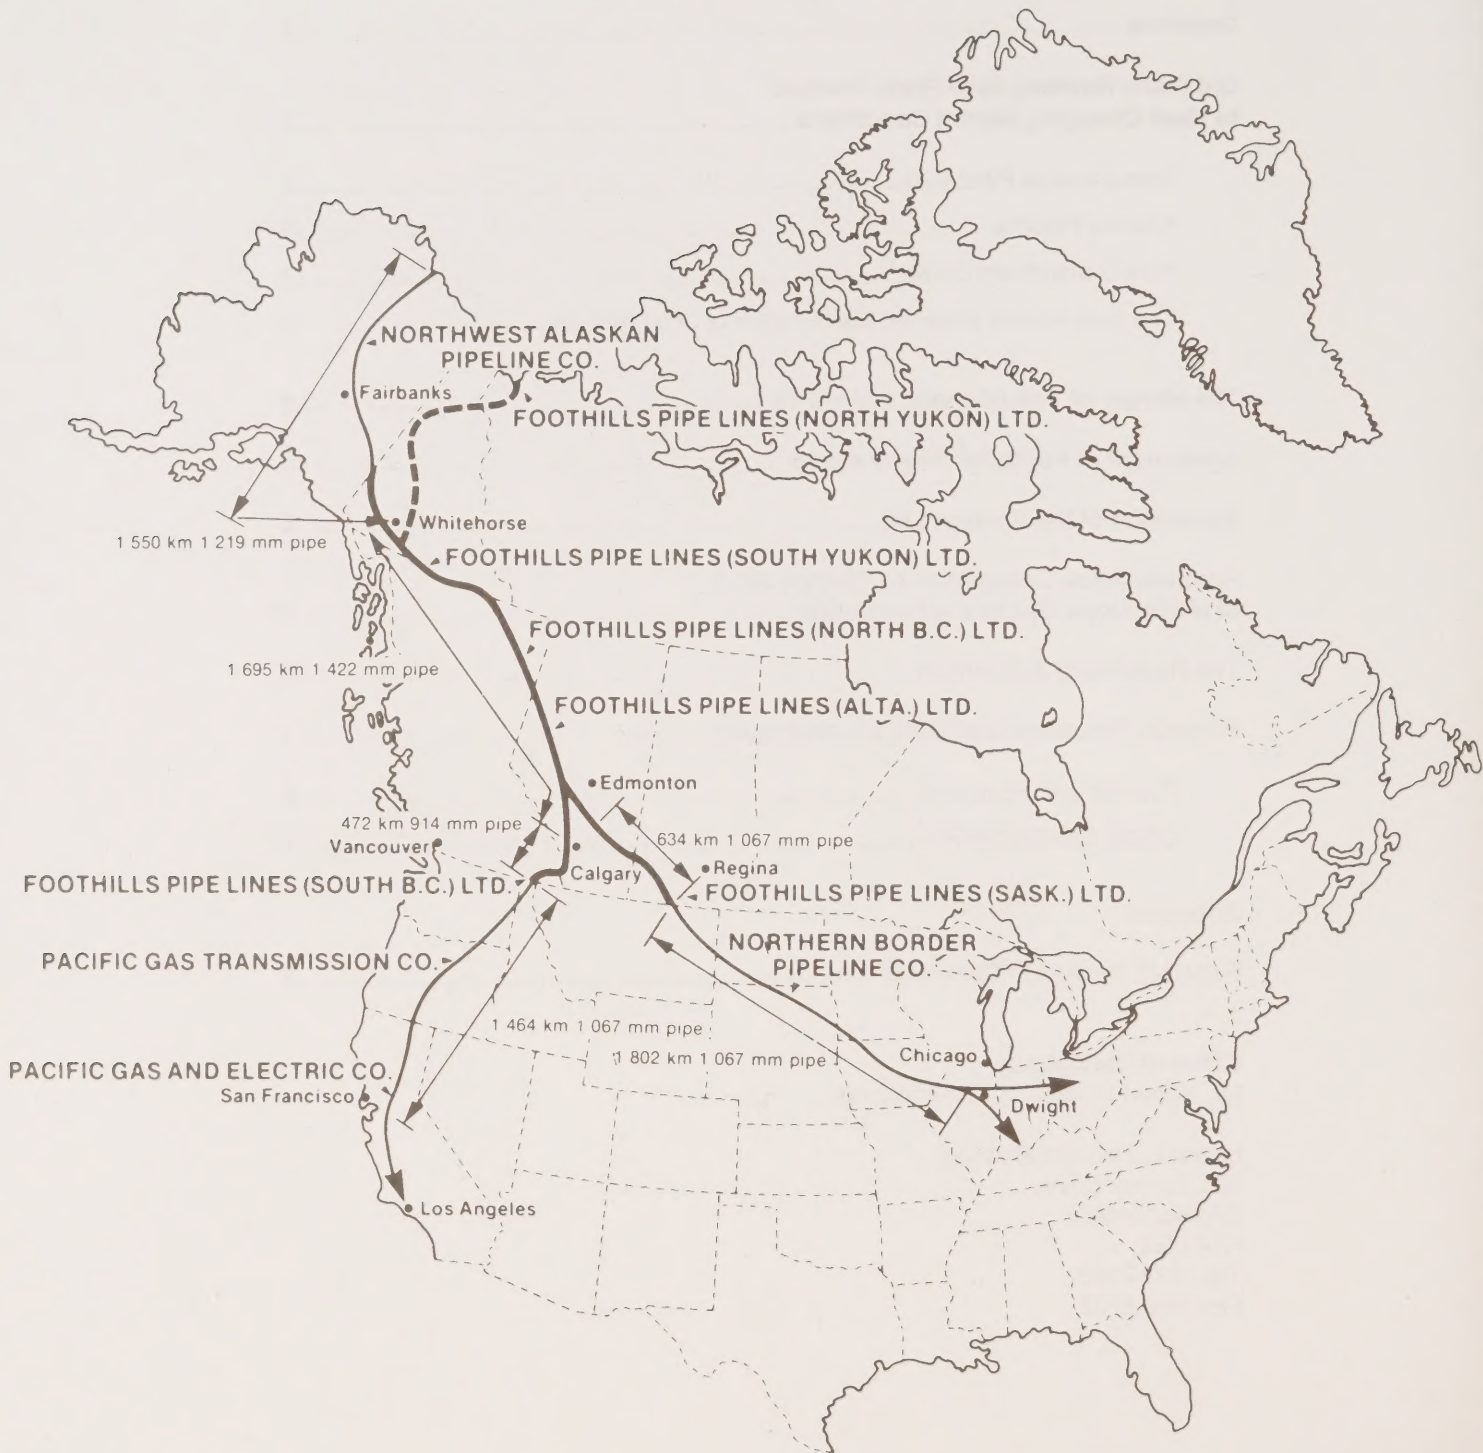 NORTHWEST ALASKAN
PIPELINE CO.
Fairbanks
FOOTHILLS PIPE LINES (NORTH YUKON) LTD.
Whitehorse
1 550 km 1 219 mm pipe
FOOTHILLS PIPE LINES (SOUTH YUKON) LTD.
FOOTHILLS PIPE LINES (NORTH B.C.) LTD.
1 695 km 1 422 mm pipe
FOOTHILLS PIPE LINES (ALTA.) LTD.
Edmonton
472 km 914 mm pipe
634 km 1 067 mm pipe
Vancouver
Calgary
Regina
FOOTHILLS PIPE LINES (SOUTH B.C.) LTD.
FOOTHILLS PIPE LINES (SASK.) LTD.
NORTHERN BORDER
PIPELINE CO.
PACIFIC GAS TRANSMISSION CO.
1 464 km 1 067 mm pipe
1 802 km 1 067 mm pipe
Chicago
PACIFIC GAS AND ELECTRIC CO.
San Francisco
Dwight
Los Angeles